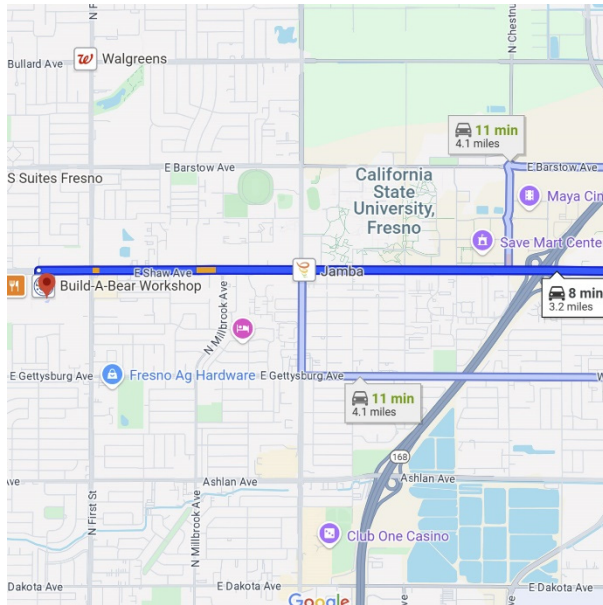 N F
N Chestnut
Bullard Ave
Walgreens
11 min
4.1 miles
E Barstow Ave
E Barstow Ave
S Suites Fresno
California
State
University,
Fresno
Maya Cin
Save Mart Cente
E Shaw Ave
Jamba
Build-A-Bear Workshop
8 min
3.2 miles
N Millbrook Ave
E Gettysburg Ave
Fresno Ag Hardware
E Gettysburg Ave
W
11 min
4.1 miles
168
Ashlan Ave
Ashlan Ave
N First St
N Millbrook Ave
Club One Casino
Dakota Ave
E Dakota Ave
E Dakota Ave
Google